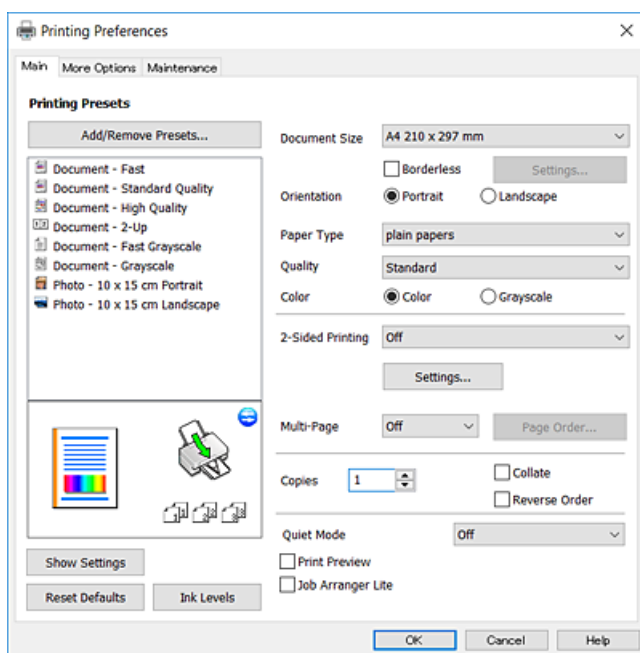 Printing Preferences
Main More Options Maintenance
Printing Presets
Add/Remove Presets...
Document - Fast
Document - Standard Quality
Document - High Quality
Document - 2-Up
Document - Fast Grayscale
Document - Grayscale
Photo - 10 x 15 cm Portrait
Photo - 10 x 15 cm Landscape
Show Settings
Reset Defaults Ink Levels
Document Size A4 210 x 297 mm
Borderless Settings...
Orientation Portrait Landscape
Paper Type plain papers
Quality Standard
Color Color Grayscale
2-Sided Printing Off
Settings...
Multi-Page Off Page Order...
Copies 1 Collate
Reverse Order
Quiet Mode Off
Print Preview
Job Arranger Lite
OK Cancel Help